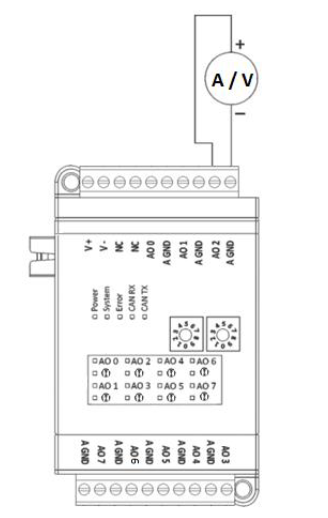 +
A / V
−
V +
V -
NC
NC
AO 0
A GND
AO 1
A GND
AO 2
A GND
Power
System
Error
CAN RX
CAN TX
AO 0 AO 2 AO 4 AO 6
AO 1 AO 3 AO 5 AO 7
A GND
AO 7
A GND
AO 6
A GND
AO 5
A GND
AO 4
A GND
AO 3